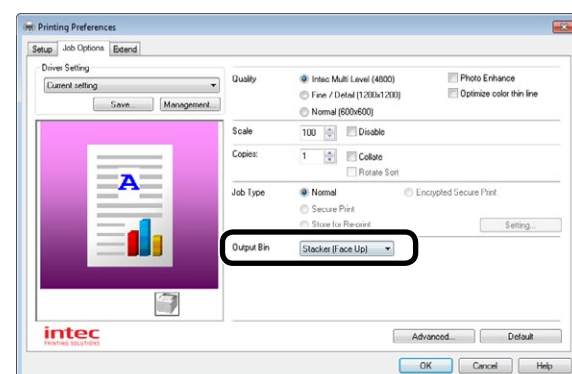 Printing Preferences
Setup Job Options Extend
Driver Setting
Current setting
Save... Management...
A
intec
PRINTING SOLUTIONS
Quality
Intec Multi Level (4800)
Photo Enhance
Fine / Detail (1200x1200)
Optimize color thin line
Normal (600x600)
Scale
100
Disable
Copies:
1
Collate
Rotate Sort
Job Type
Normal
Encrypted Secure Print
Secure Print
Store for Re-print
Setting...
Output Bin
Stacker (Face Up)
Advanced... Default
OK Cancel Help